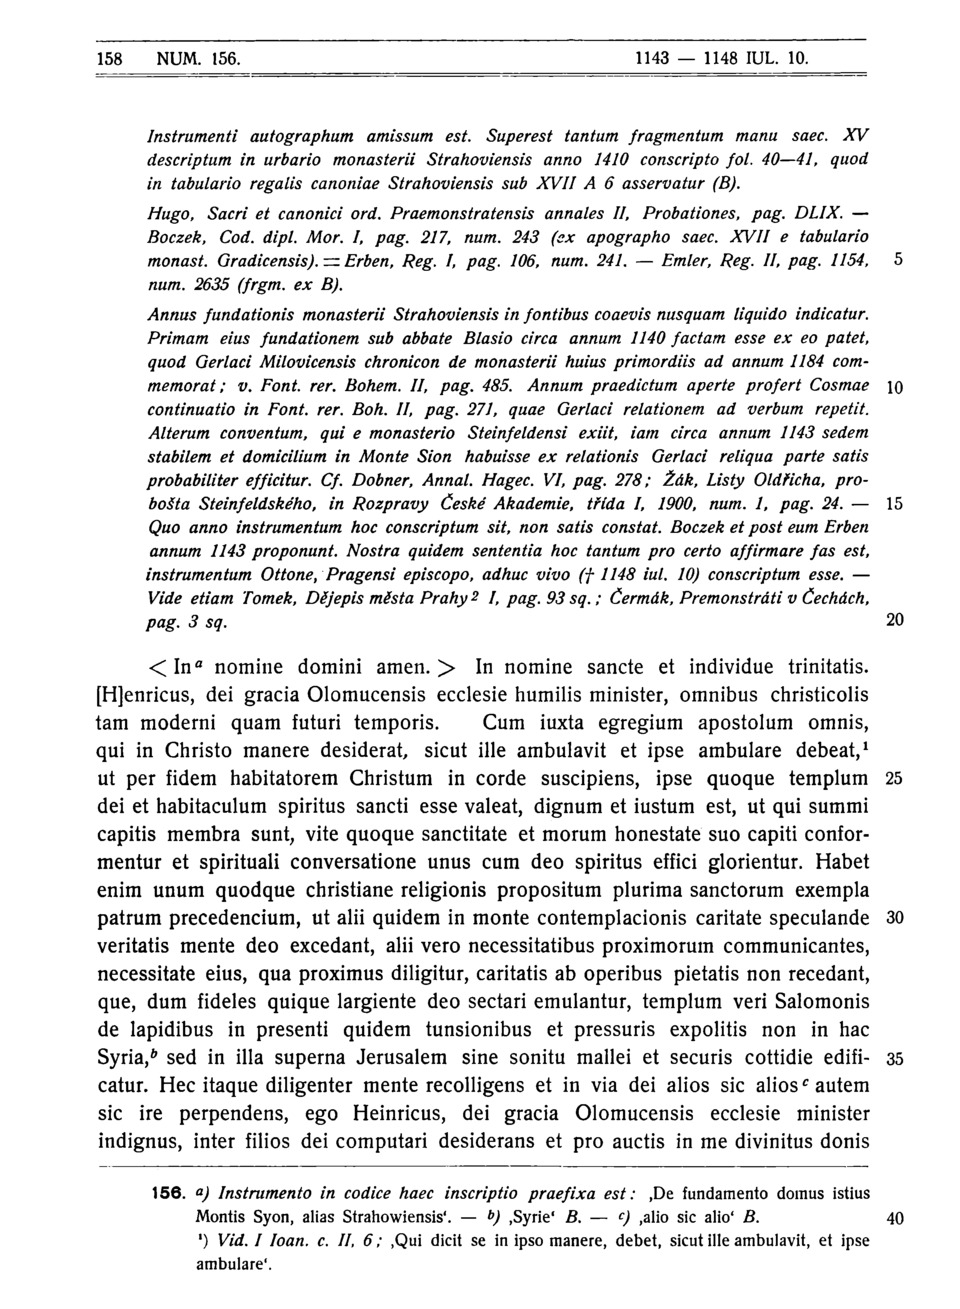 158 NUM. 156. 1143 — 1148 IUL. 10.
Instrumenti autographum amissum est. Superest tantum fragmentum manu saec. XV
descriptum in urbario monasterii Strahoviensis anno 1410 conscripto fol. 40—41, quod
in tabulario regalis canoniae Strahoviensis sub XVII A 6 asservatur (B).
Hugo, Sacri et canonici ord. Praemonstratensis annales II, Probationes, pag. DLIX. —
Boczek, Cod. dipl. Mor. I, pag. 217, num. 243 (ex apographo saec. XVII e tabulario
monast. Gradicensis). = Erben, Reg. I, pag. 106, num. 241. — Emler, Reg. II, pag. 1154, 5
num. 2635 (frgm. ex B).
Annus fundationis monasterii Strahoviensis in fontibus coaevis nusquam liquido indicatur.
Primam eius fundationem sub abbate Blasio circa annum 1140 factam esse ex eo patet,
quod Gerlaci Milovicensis chronicon de monasterii huius primordiis ad annum 1184 com-
memorat; v. Font. rer. Bohem. II, pag. 485. Annum praedictum aperte profert Cosmae 10
continuatio in Font. rer. Boh. II, pag. 271, quae Gerlaci relationem ad verbum repetit.
Alterum conventum, qui e monasterio Steinfeldensi exiit, iam circa annum 1143 sedem
stabilem et domicilium in Monte Sion habuisse ex relationis Gerlaci reliqua parte satis
probabiliter efficitur. Cf. Dobner, Annal. Hagec. VI, pag. 278; Žák, Listy Oldřicha, pro-
bošta Steinfeldského, in Rozpravy České Akademie, třída I, 1900, num. 1, pag. 24. — 15
Quo anno instrumentum hoc conscriptum sit, non satis constat. Boczek et post eum Erben
annum 1143 proponunt. Nostra quidem sententia hoc tantum pro certo affirmare fas est,
instrumentum Ottone, Pragensi episcopo, adhuc vivo († 1148 iul. 10) conscriptum esse. —
Vide etiam Tomek, Dějepis města Prahy² I, pag. 93 sq.; Čermák, Premonstráti v Čechách,
pag. 3 sq. 20
< Inᵃ nomine domini amen. > In nomine sancte et individue trinitatis.
[H]enricus, dei gracia Olomucensis ecclesie humilis minister, omnibus christicolis
tam moderni quam futuri temporis. Cum iuxta egregium apostolum omnis,
qui in Christo manere desiderat, sicut ille ambulavit et ipse ambulare debeat,¹
ut per fidem habitatorem Christum in corde suscipiens, ipse quoque templum 25
dei et habitaculum spiritus sancti esse valeat, dignum et iustum est, ut qui summi
capitis membra sunt, vite quoque sanctitate et morum honestate suo capiti confor-
mentur et spirituali conversatione unus cum deo spiritus effici glorientur. Habet
enim unum quodque christiane religionis propositum plurima sanctorum exempla
patrum precedencium, ut alii quidem in monte contemplacionis caritate speculande 30
veritatis mente deo excedant, alii vero necessitatibus proximorum communicantes,
necessitate eius, qua proximus diligitur, caritatis ab operibus pietatis non recedant,
que, dum fideles quique largiente deo sectari emulantur, templum veri Salomonis
de lapidibus in presenti quidem tunsionibus et pressuris expolitis non in hac
Syria,ᵇ sed in illa superna Jerusalem sine sonitu mallei et securis cottidie edifi- 35
catur. Hec itaque diligenter mente recolligens et in via dei alios sic aliosᶜ autem
sic ire perpendens, ego Heinricus, dei gracia Olomucensis ecclesie minister
indignus, inter filios dei computari desiderans et pro auctis in me divinitus donis
156. a) Instrumento in codice haec inscriptio praefixa est: ‚De fundamento domus istius
Montis Syon, alias Strahowiensis‘. — b) ‚Syrie‘ B. — c) ‚alio sic alio‘ B. 40
¹) Vid. I Ioan. c. II, 6; ‚Qui dicit se in ipso manere, debet, sicut ille ambulavit, et ipse
ambulare‘.